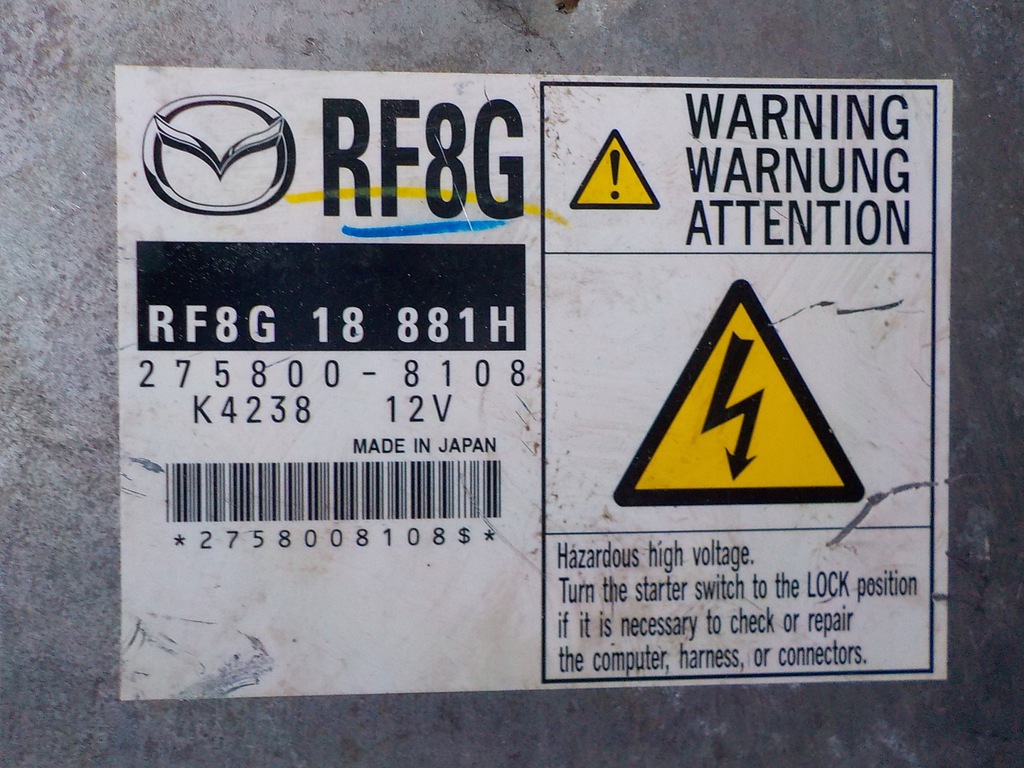 RF8G
RF8G 18 881H
275800-8108
K4238 12V
MADE IN JAPAN
*2758008108$*
WARNING
WARNUNG
ATTENTION
Hazardous high voltage.
Turn the starter switch to the LOCK position
if it is necessary to check or repair
the computer, harness, or connectors.